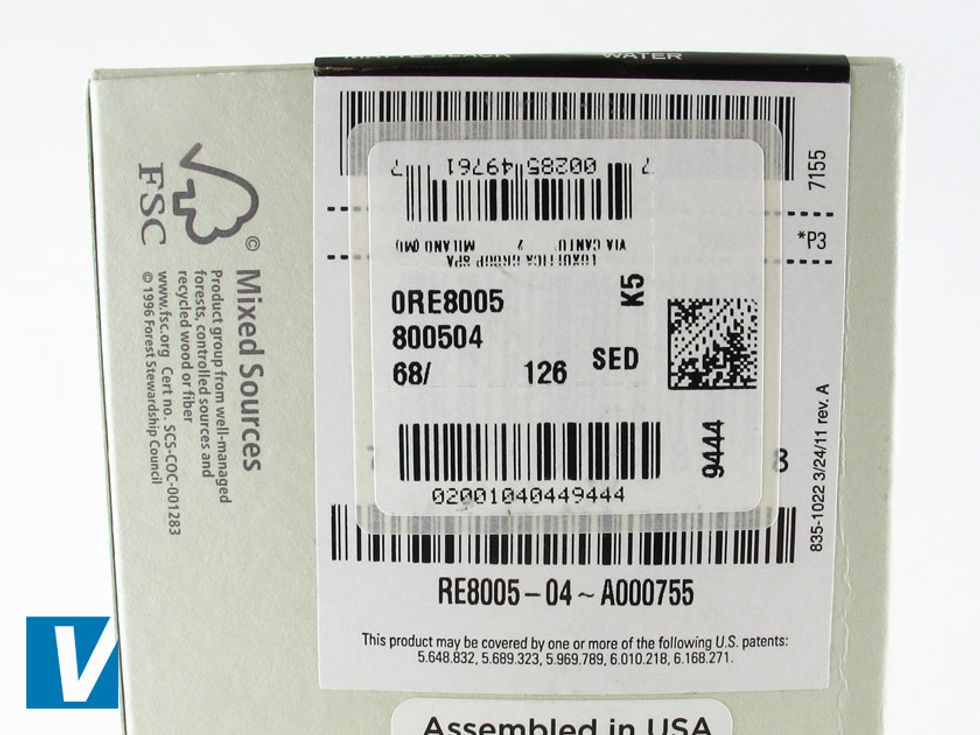 WATER
7155
*P3
7 00285 49761 7
VIA CANTU' 2 MILANO (MI)
LUXOTTICA GROUP SPA
0RE8005
K5
800504
68/ 126 SED
9444
02001040449444
8
835-1022 3/24/11 rev. A
RE8005-04~A000755
This product may be covered by one or more of the following U.S. patents:
5.648.832, 5.689.323, 5.969.789, 6.010.218, 6.168.271.
Assembled in USA
FSC
©
Mixed Sources
Product group from well-managed
forests, controlled sources and
recycled wood or fiber
www.fsc.org Cert no. SCS-COC-001283
© 1996 Forest Stewardship Council
V